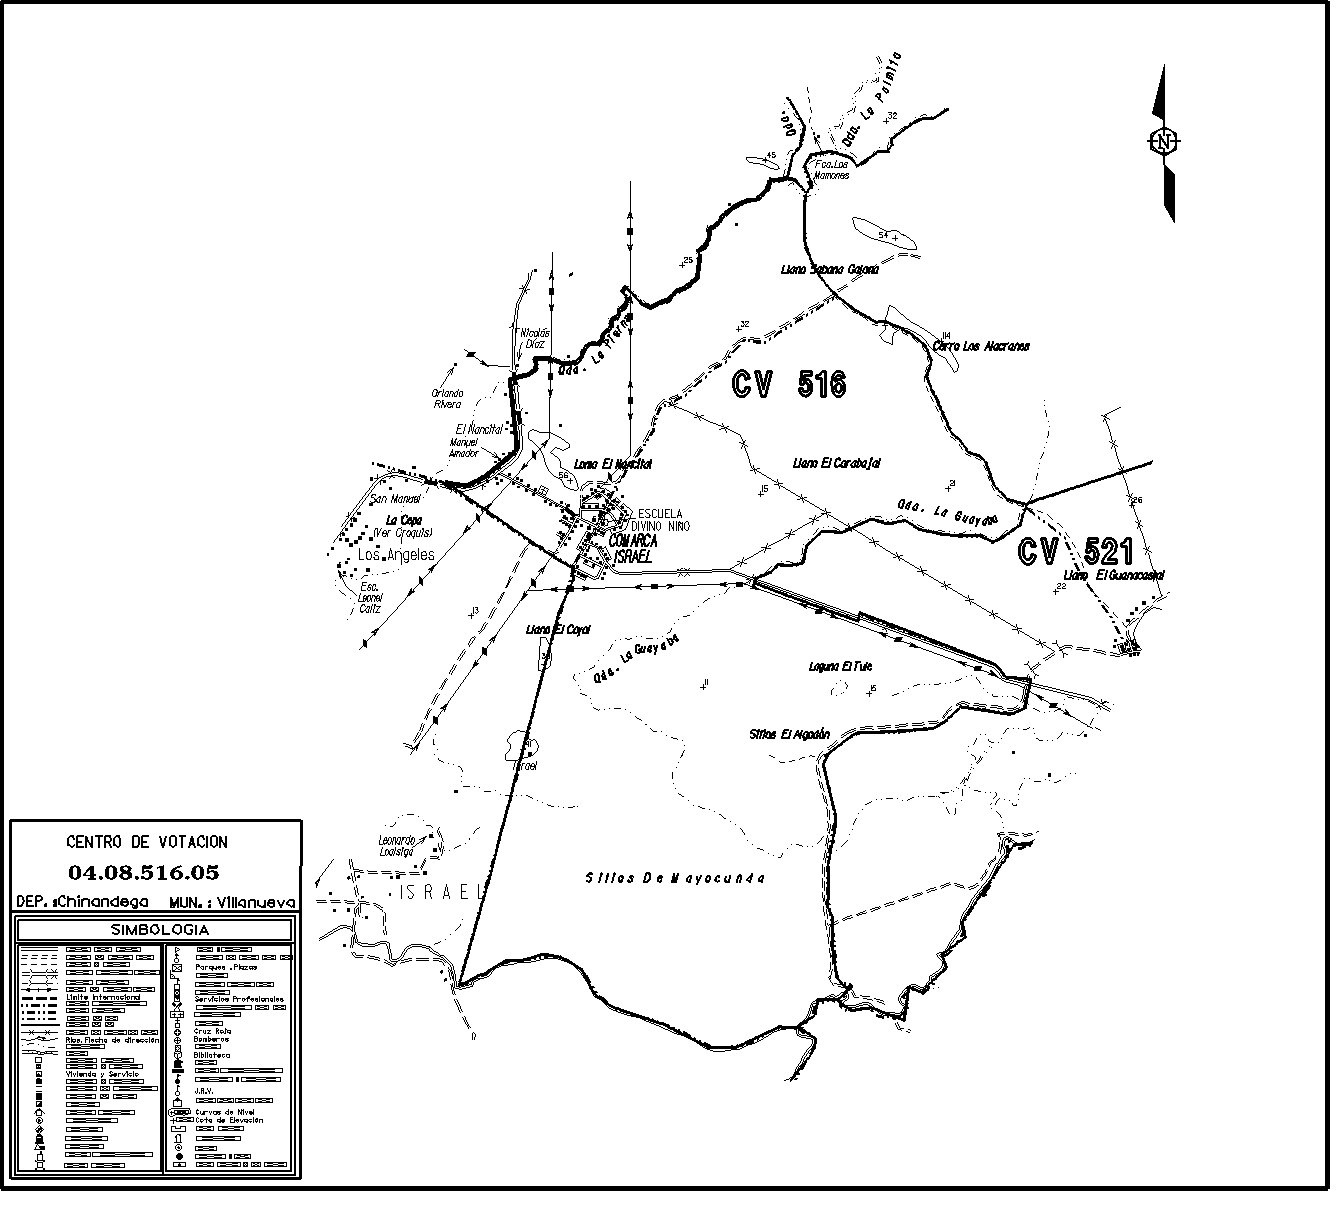 Qda. La Palmita
Qda.
32
45
Fca.Los
Mamones
N
54
25
Llano Sabana Galana
32
114
Cerro Los Alacranes
Nicolás
Díaz
Qda. La Pierna
CV 516
Orlando
Rivera
El Nancital
Manuel
Amador
Loma El Nancital
56
Llano El Carabajal
15
21
26
San Manuel
La Cepa
(Ver Croquis)
Los Angeles
ESCUELA
DIVINO NIÑO
COMARCA
ISRAEL
Qda. La Guayaba
CV 521
Llano El Guanacastal
22
Esc.
Leonel
Caltz
13
Llano El Coyol
Qda. La Guayaba
Laguna El Tule
11
15
Sitios El Algodón
Israel
Leonardo
Loaisiga
ISRAEL
Sitios De Mayocunda
CENTRO DE VOTACION
04.08.516.05
DEP. :Chinandega MUN. : Villanueva
SIMBOLOGIA
Límite Internacional
Ríos, Flecha de dirección
Vivienda y Servicio
Parques , Plazas
Servicios Profesionales
Cruz Roja
Bomberos
Biblioteca
J.R.V.
Curvas de Nivel
Cota de Elevación